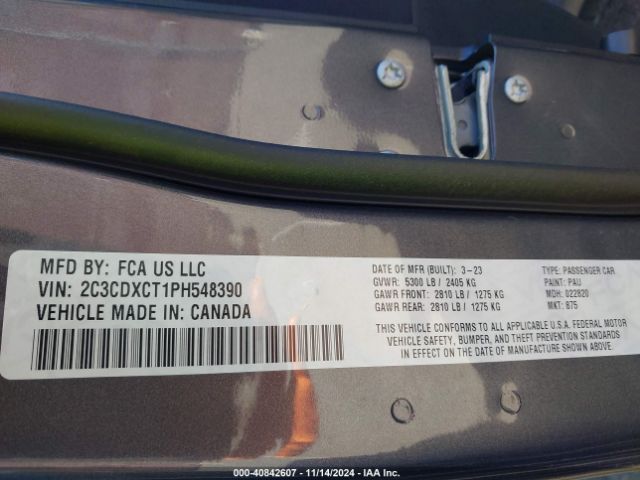 MFD BY: FCA US LLC
VIN: 2C3CDXCT1PH548390
VEHICLE MADE IN: CANADA
DATE OF MFR (BUILT): 3-23
GVWR: 5300 LB / 2405 KG
GAWR FRONT: 2810 LB / 1275 KG
GAWR REAR: 2810 LB / 1275 KG
TYPE: PASSENGER CAR
PAINT: PAU
MDH: 022820
MKT: 875
THIS VEHICLE CONFORMS TO ALL APPLICABLE U.S.A. FEDERAL MOTOR
VEHICLE SAFETY, BUMPER, AND THEFT PREVENTION STANDARDS
IN EFFECT ON THE DATE OF MANUFACTURE SHOWN ABOVE.
000-40842607 - 11/14/2024 - IAA Inc.